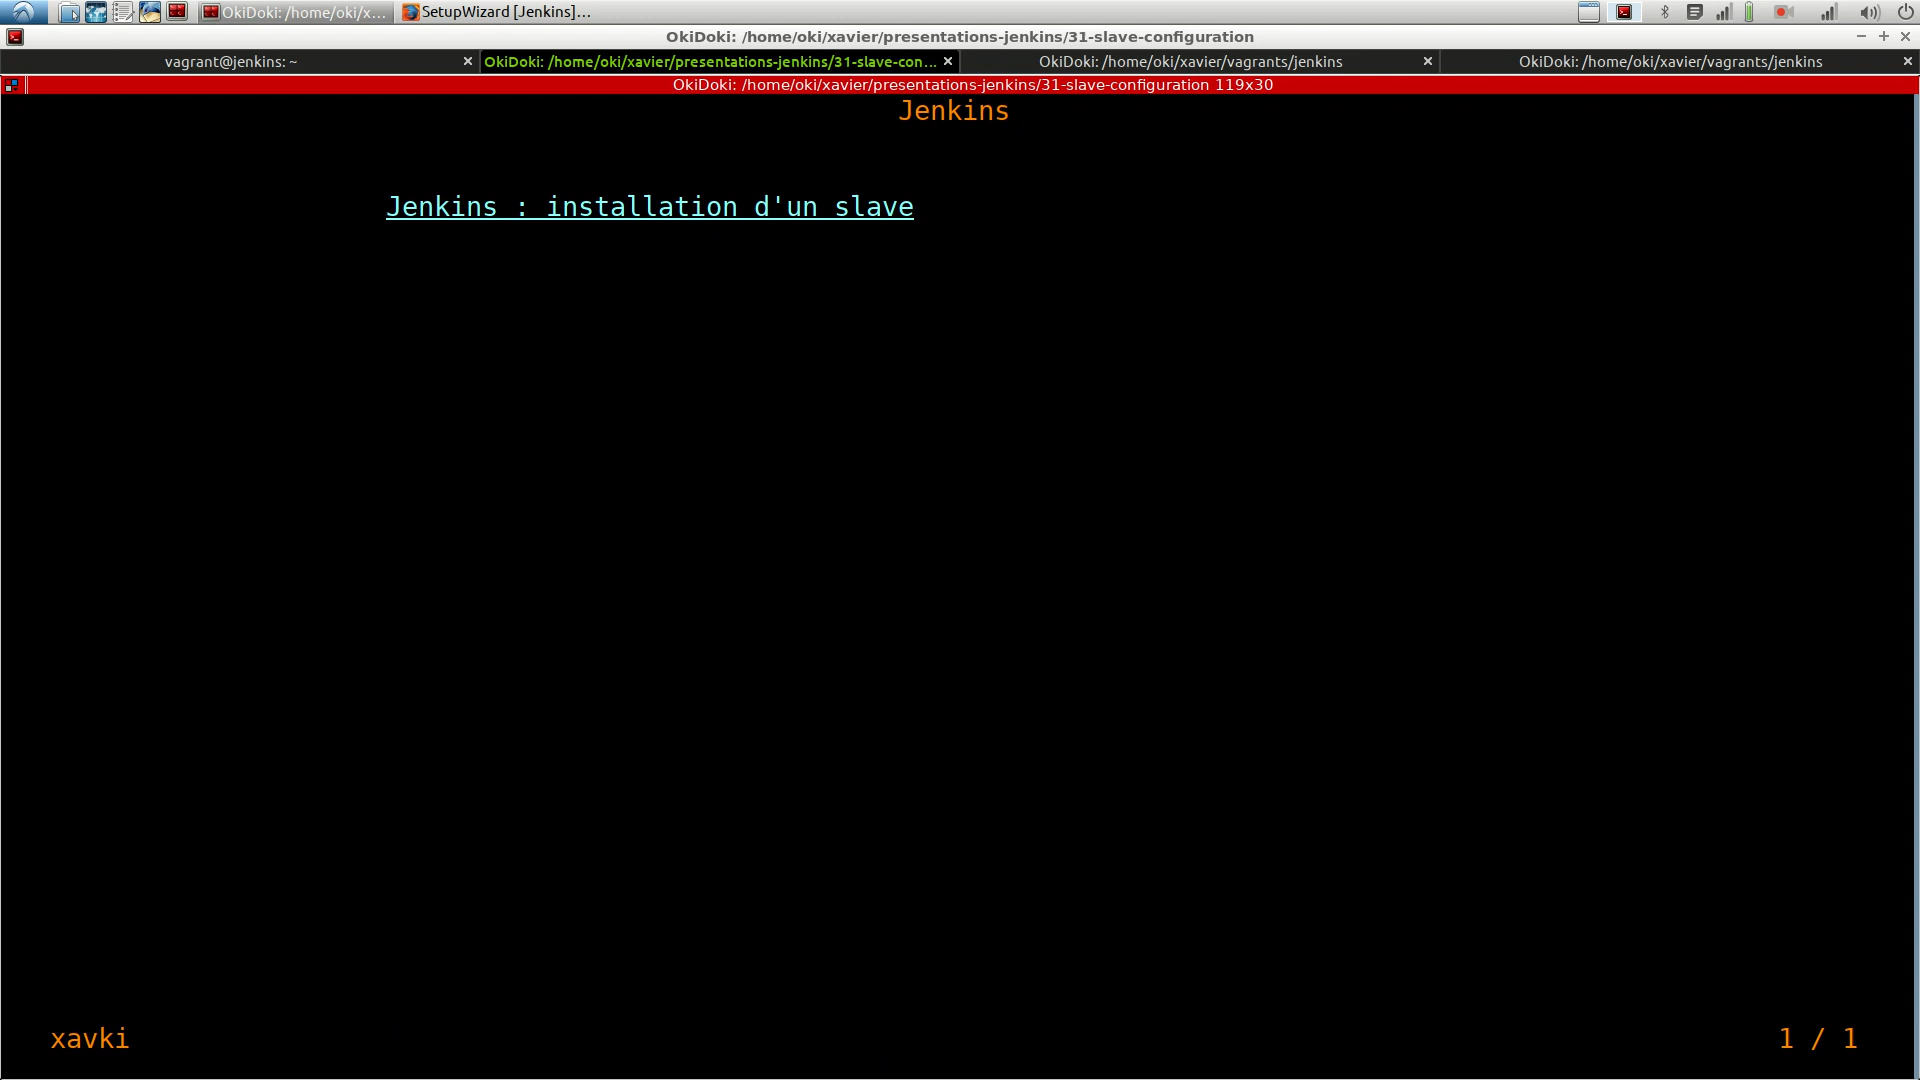 OkiDoki: /home/oki/x...
SetupWizard [Jenkins]...
OkiDoki: /home/oki/xavier/presentations-jenkins/31-slave-configuration
vagrant@jenkins: ~
OkiDoki: /home/oki/xavier/presentations-jenkins/31-slave-con...
OkiDoki: /home/oki/xavier/vagrants/jenkins
OkiDoki: /home/oki/xavier/vagrants/jenkins
OkiDoki: /home/oki/xavier/presentations-jenkins/31-slave-configuration 119x30
Jenkins
Jenkins : installation d'un slave
xavki
1 / 1